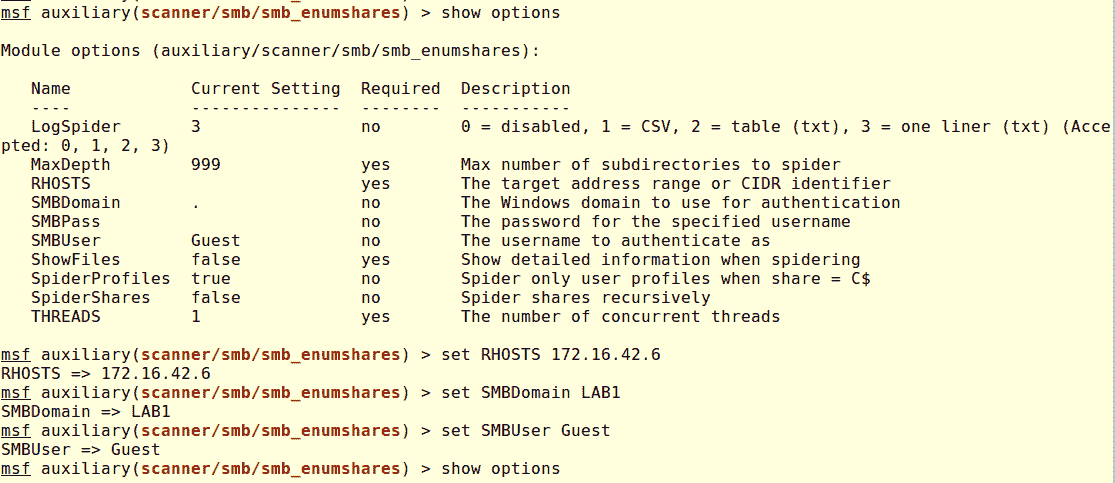 msf auxiliary(scanner/smb/smb_enumshares) > show options
Module options (auxiliary/scanner/smb/smb_enumshares):
Name Current Setting Required Description
---- --------------- -------- -----------
LogSpider 3 no 0 = disabled, 1 = CSV, 2 = table (txt), 3 = one liner (txt) (Acce
pted: 0, 1, 2, 3)
MaxDepth 999 yes Max number of subdirectories to spider
RHOSTS yes The target address range or CIDR identifier
SMBDomain . no The Windows domain to use for authentication
SMBPass no The password for the specified username
SMBUser Guest no The username to authenticate as
ShowFiles false yes Show detailed information when spidering
SpiderProfiles true no Spider only user profiles when share = C$
SpiderShares false no Spider shares recursively
THREADS 1 yes The number of concurrent threads
msf auxiliary(scanner/smb/smb_enumshares) > set RHOSTS 172.16.42.6
RHOSTS => 172.16.42.6
msf auxiliary(scanner/smb/smb_enumshares) > set SMBDomain LAB1
SMBDomain => LAB1
msf auxiliary(scanner/smb/smb_enumshares) > set SMBUser Guest
SMBUser => Guest
msf auxiliary(scanner/smb/smb_enumshares) > show options